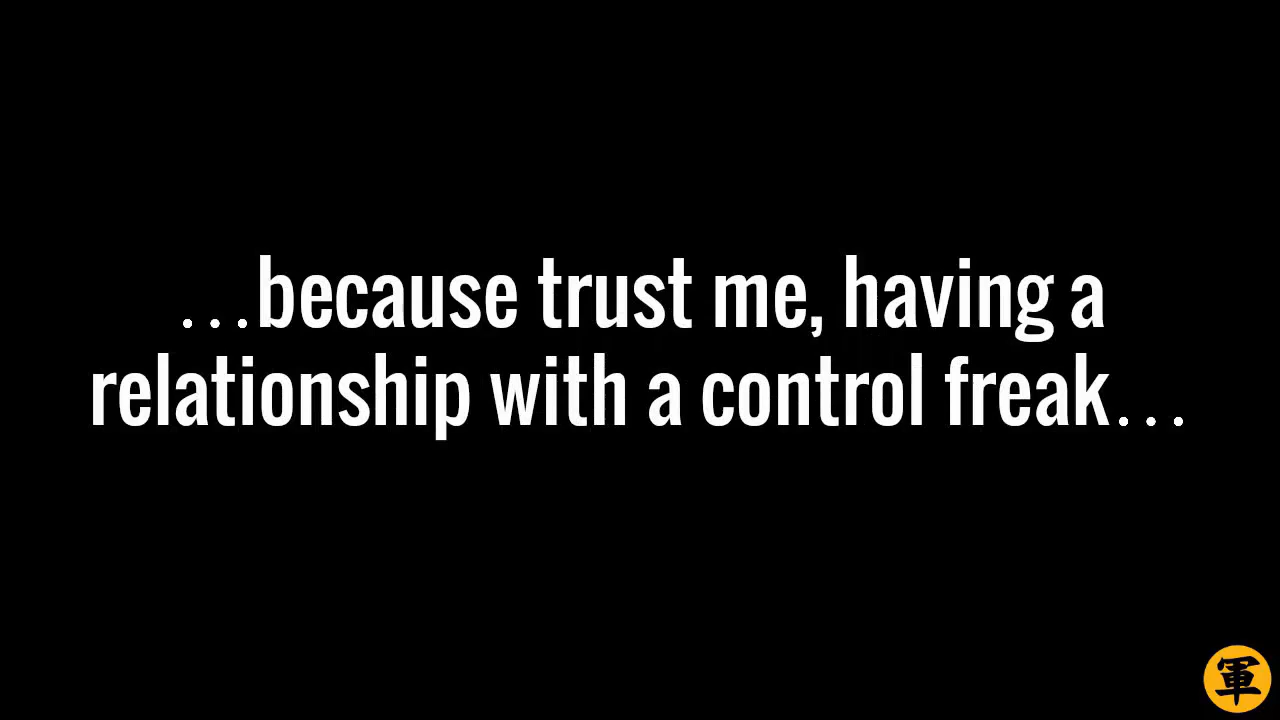 …because trust me, having a
relationship with a control freak…
軍